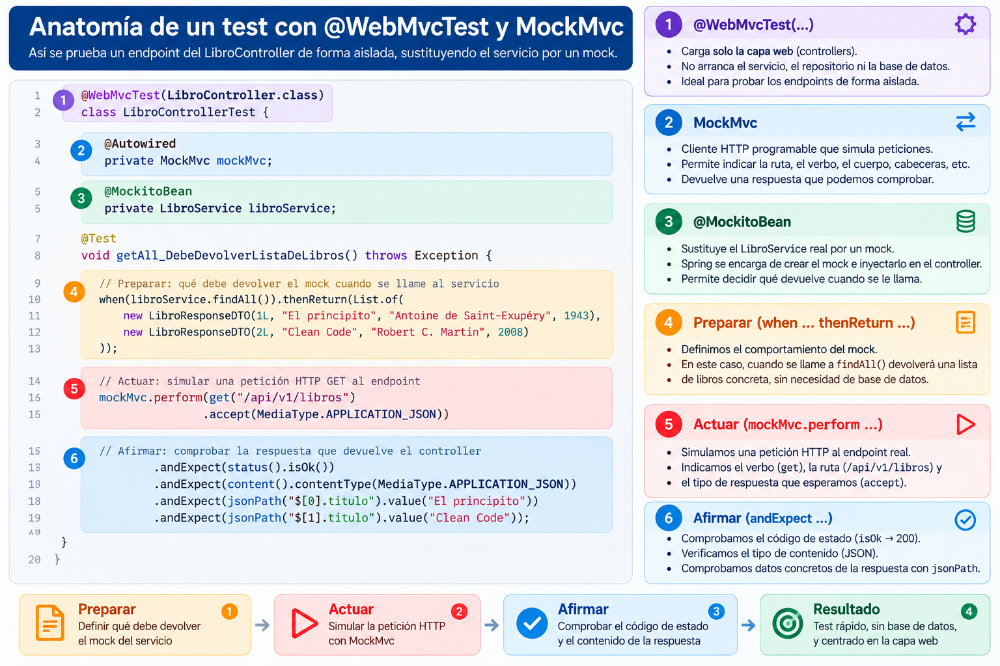 Anatomía de un test con @WebMvcTest y MockMvc
Así se prueba un endpoint del LibroController de forma aislada, sustituyendo el servicio por un mock.
1 @WebMvcTest(LibroController.class)
1
2 class LibroControllerTest {
3 @Autowired
2
4 private MockMvc mockMvc;
5 @MockitoBean
3
5 private LibroService libroService;
7 @Test
8 void getAll_DebeDevolverListaDeLibros() throws Exception {
9 // Preparar: qué debe devolver el mock cuando se llame al servicio
4
10 when(libroService.findAll()).thenReturn(List.of(
11 new LibroResponseDTO(1L, "El principito", "Antoine de Saint-Exupéry", 1943),
12 new LibroResponseDTO(2L, "Clean Code", "Robert C. Martin", 2008)
13 ));
14 // Actuar: simular una petición HTTP GET al endpoint
5
16 mockMvc.perform(get("/api/v1/libros")
15 .accept(MediaType.APPLICATION_JSON))
// Afirmar: comprobar la respuesta que devuelve el controller
6
.andExpect(status().isOk())
.andExpect(content().contentType(MediaType.APPLICATION_JSON))
18 .andExpect(jsonPath("$[0].titulo").value("El principito"))
19 .andExpect(jsonPath("$[1].titulo").value("Clean Code"));
}
20 }
1 @WebMvcTest(...)
• Carga solo la capa web (controllers).
• No arranca el servicio, el repositorio ni la base de datos.
• Ideal para probar los endpoints de forma aislada.
2 MockMvc
• Cliente HTTP programable que simula peticiones.
• Permite indicar la ruta, el verbo, el cuerpo, cabeceras, etc.
• Devuelve una respuesta que podemos comprobar.
3 @MockitoBean
• Sustituye el LibroService real por un mock.
• Spring se encarga de crear el mock e inyectarlo en el controller.
• Permite decidir qué devuelve cuando se le llama.
4 Preparar (when ... thenReturn ...)
• Definimos el comportamiento del mock.
• En este caso, cuando se llame a findAll() devolverá una lista
• de libros concreta, sin necesidad de base de datos.
5 Actuar (mockMvc.perform ...)
• Simulamos una petición HTTP al endpoint real.
• Indicamos el verbo (get), la ruta (/api/v1/libros) y
• el tipo de respuesta que esperamos (accept).
6 Afirmar (andExpect ...)
• Comprobamos el código de estado (isOk → 200).
• Verificamos el tipo de contenido (JSON).
• Comprobamos datos concretos de la respuesta con jsonPath.
Preparar 1
Definir qué debe devolver
el mock del servicio
Actuar 2
Simular la petición HTTP
con MockMvc
Afirmar 3
Comprobar el código de estado
y el contenido de la respuesta
Resultado 4
Test rápido, sin base de datos,
y centrado en la capa web